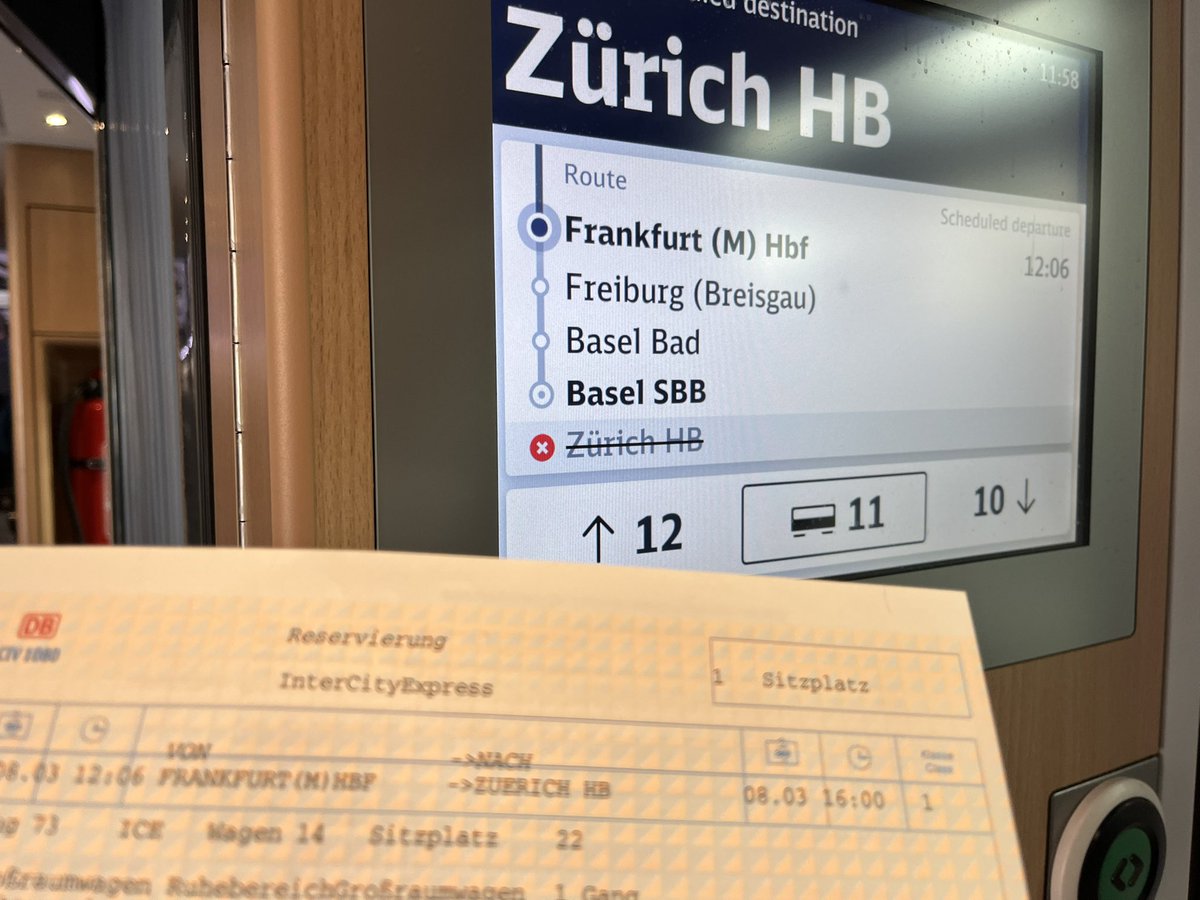 destination
Zürich HB
11:58
Route
Scheduled departure
Frankfurt (M) Hbf
12:06
Freiburg (Breisgau)
Basel Bad
Basel SBB
Zürich HB
↑ 12
11
10 ↓
DB
Reservierung
InterCityExpress
1 Sitzplatz
VON ->NACH
08.03 12:06 FRANKFURT(M)HBF ->ZUERICH HB 08.03 16:00 1
73 ICE Wagen 14 Sitzplatz 22
RuhebereichGroßraumwagen 1 Gang